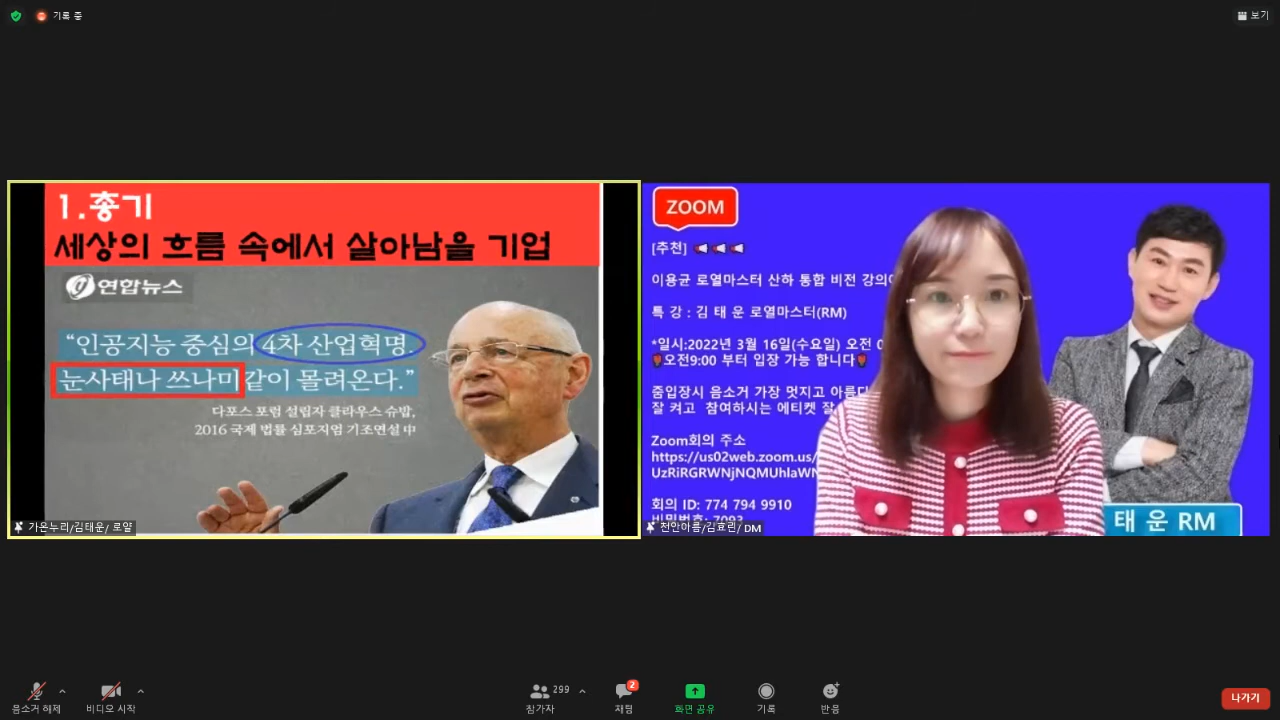 기록 중
보기
1.종기
세상의 흐름 속에서 살아남을 기업
연합뉴스
“인공지능 중심의 4차 산업혁명.
눈사태나 쓰나미같이 몰려온다.”
다포스 포럼 설립자 클라우스 슈밥,
2016 국제 법률 심포지엄 기조연설 中
가온누리/김태운/ 로얄
ZOOM
[추천]
이용균 로열마스터 산하 통합 비전 강의
특 강 : 김 태 운 로열마스터(RM)
*일시:2022년 3월 16일(수요일) 오전
오전9:00 부터 입장 가능 합니다
줌입장시 음소거 가장 멋지고 아름다
잘 켜고 참여하시는 에티켓 잘
Zoom회의 주소
https://us02web.zoom.us/
UzRiRGRWNjNQMUhlaWN
회의 ID: 774 794 9910
비밀번호: 7093
태 운 RM
천안아름/김효린/ DM
음소거 해제
비디오 시작
299
참가자
2
채팅
화면 공유
기록
반응
나가기